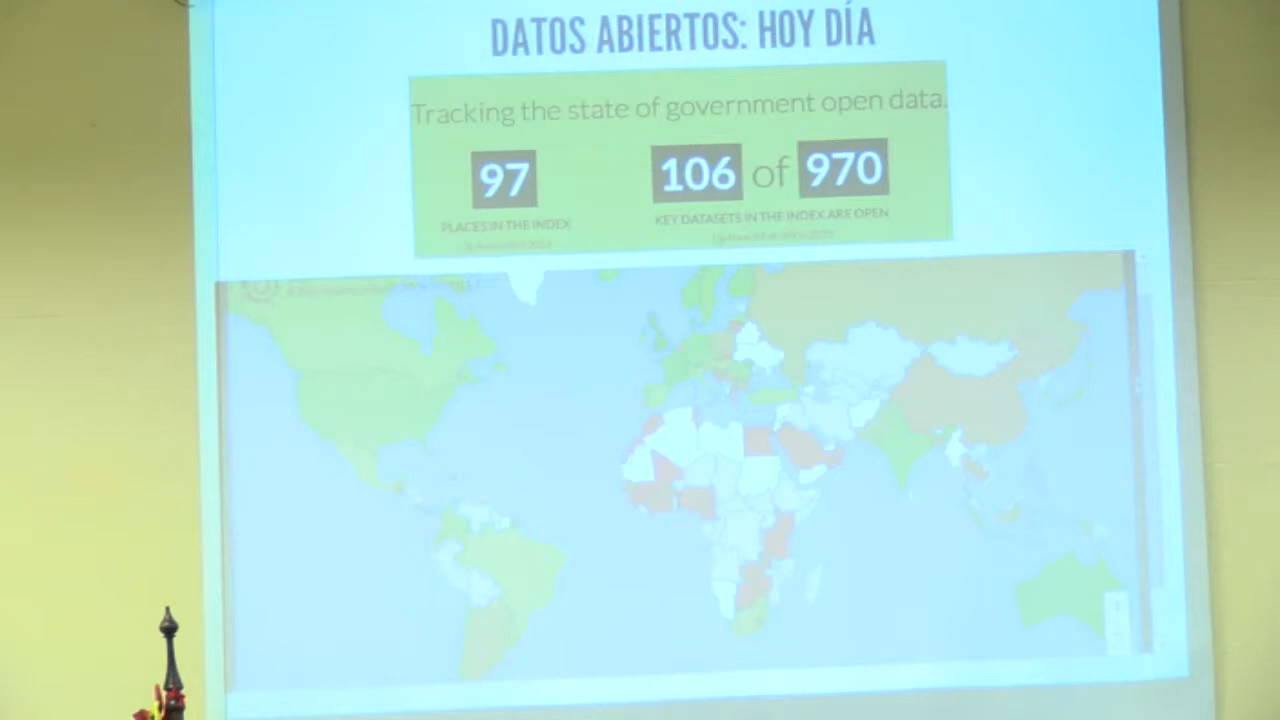 DATOS ABIERTOS: HOY DÍA
Tracking the state of government open data.
97
106 of 970
PLACES IN THE INDEX
KEY DATASETS IN THE INDEX ARE OPEN